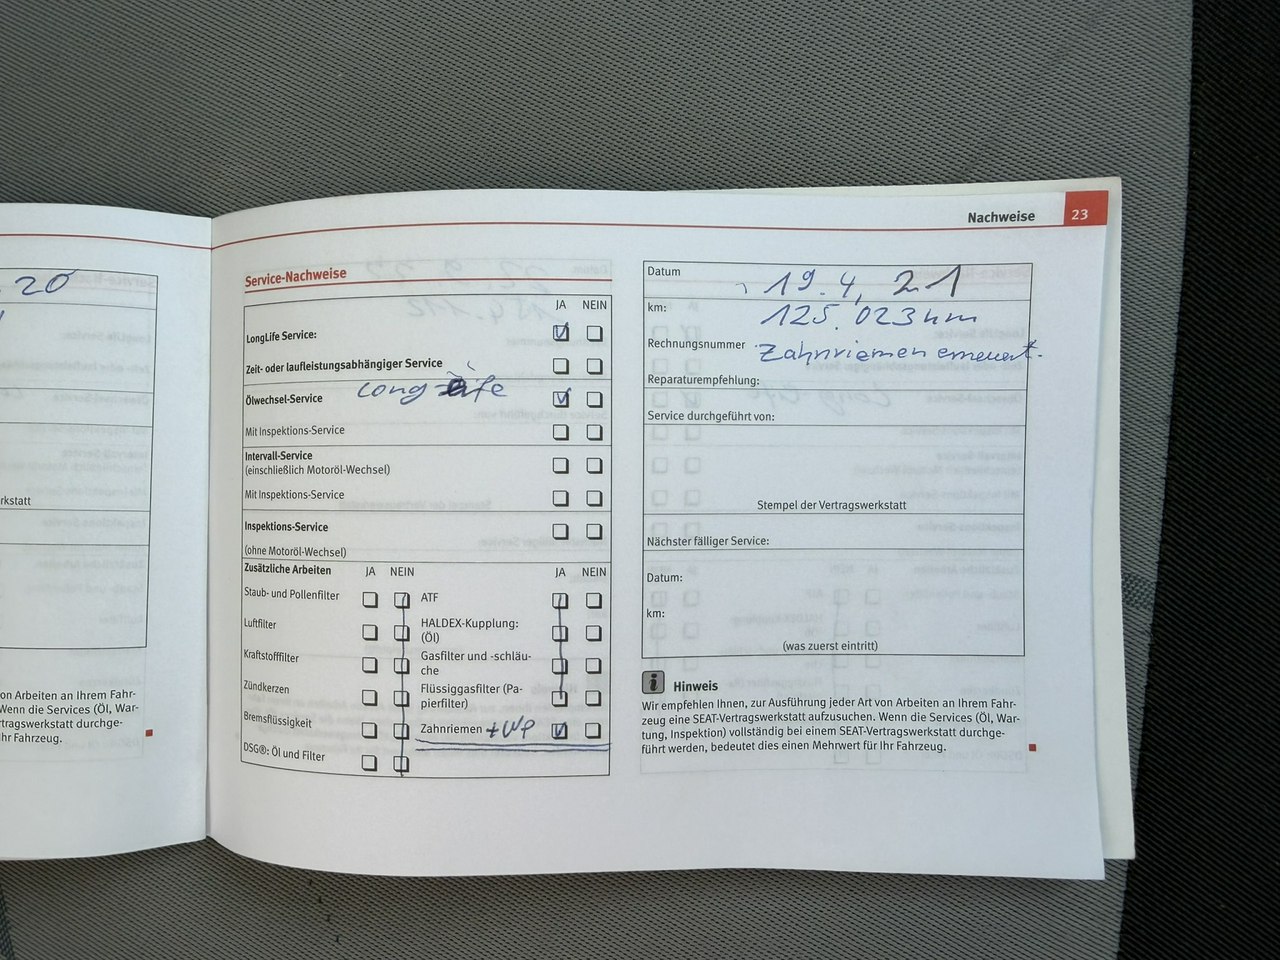 . 20
rkstatt
on Arbeiten an Ihrem Fahr-
Wenn die Services (Öl, War-
rtragswerkstatt durchge-
Ihr Fahrzeug.
Nachweise 23
Service-Nachweise
JA NEIN
LongLife Service:
Zeit- oder laufleistungsabhängiger Service
Ölwechsel-Service
Mit Inspektions-Service
Intervall-Service
(einschließlich Motoröl-Wechsel)
Mit Inspektions-Service
Inspektions-Service
(ohne Motoröl-Wechsel)
Zusätzliche Arbeiten JA NEIN JA NEIN
Staub- und Pollenfilter ATF
Luftfilter HALDEX-Kupplung:
(Öl)
Kraftstofffilter Gasfilter und -schläu-
che
Zündkerzen Flüssiggasfilter (Pa-
pierfilter)
Bremsflüssigkeit Zahnriemen + WP
DSG®: Öl und Filter
Datum 19.4, 21
km: 125.023 km
Rechnungsnummer Zahnriemen erneuert.
Reparaturempfehlung:
Service durchgeführt von:
Stempel der Vertragswerkstatt
Nächster fälliger Service:
Datum:
km:
(was zuerst eintritt)
i Hinweis
Wir empfehlen Ihnen, zur Ausführung jeder Art von Arbeiten an Ihrem Fahr-
zeug eine SEAT-Vertragswerkstatt aufzusuchen. Wenn die Services (Öl, War-
tung, Inspektion) vollständig bei einem SEAT-Vertragswerkstatt durchge-
führt werden, bedeutet dies einen Mehrwert für Ihr Fahrzeug.